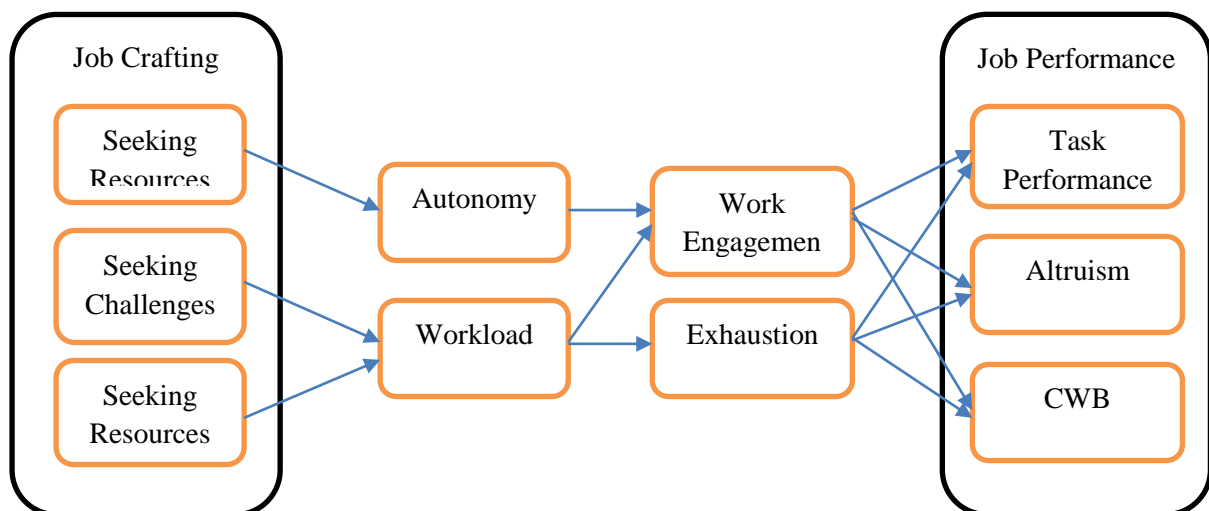 Job Crafting
Seeking
Resources
Seeking
Challenges
Seeking
Resources
Autonomy
Workload
Work
Engagemen
Exhaustion
Job Performance
Task
Performance
Altruism
CWB